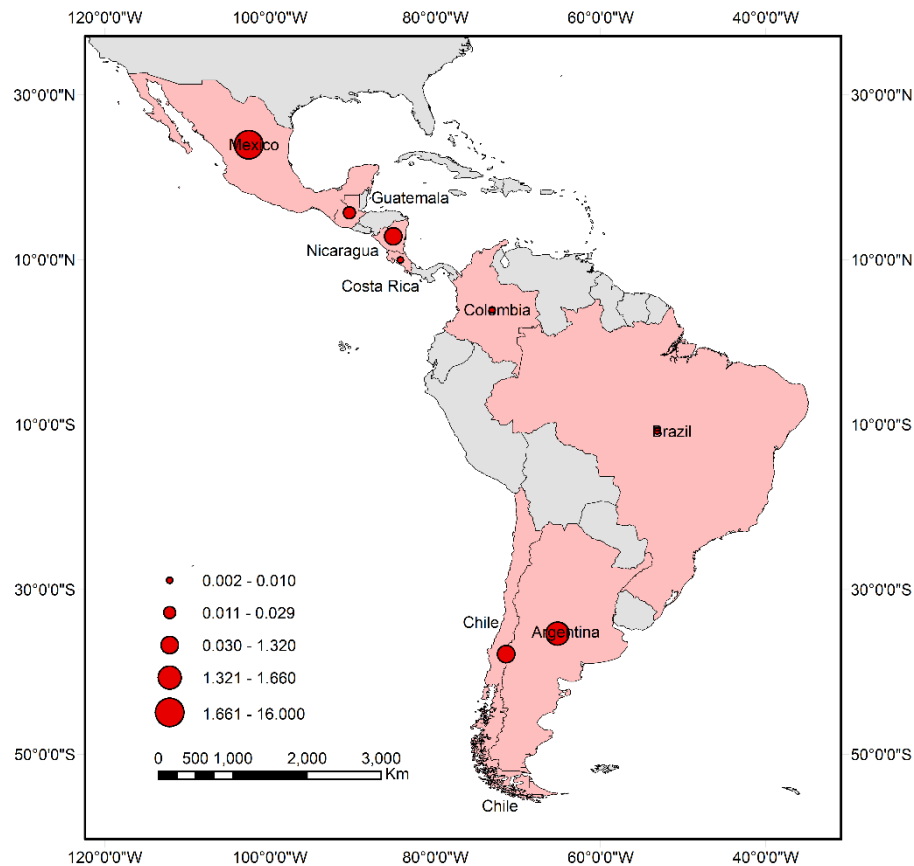 120°0'0"W 100°0'0"W 80°0'0"W 60°0'0"W 40°0'0"W
30°0'0"N 30°0'0"N
Mexico
Guatemala
Nicaragua
10°0'0"N 10°0'0"N
Costa Rica
Colombia
10°0'0"S Brazil 10°0'0"S
0.002 - 0.010
30°0'0"S 30°0'0"S
0.011 - 0.029
Chile
Argentina
0.030 - 1.320
1.321 - 1.660
1.661 - 16.000
50°0'0"S 50°0'0"S
0 500 1,000 2,000 3,000
Km
Chile
120°0'0"W 100°0'0"W 80°0'0"W 60°0'0"W 40°0'0"W